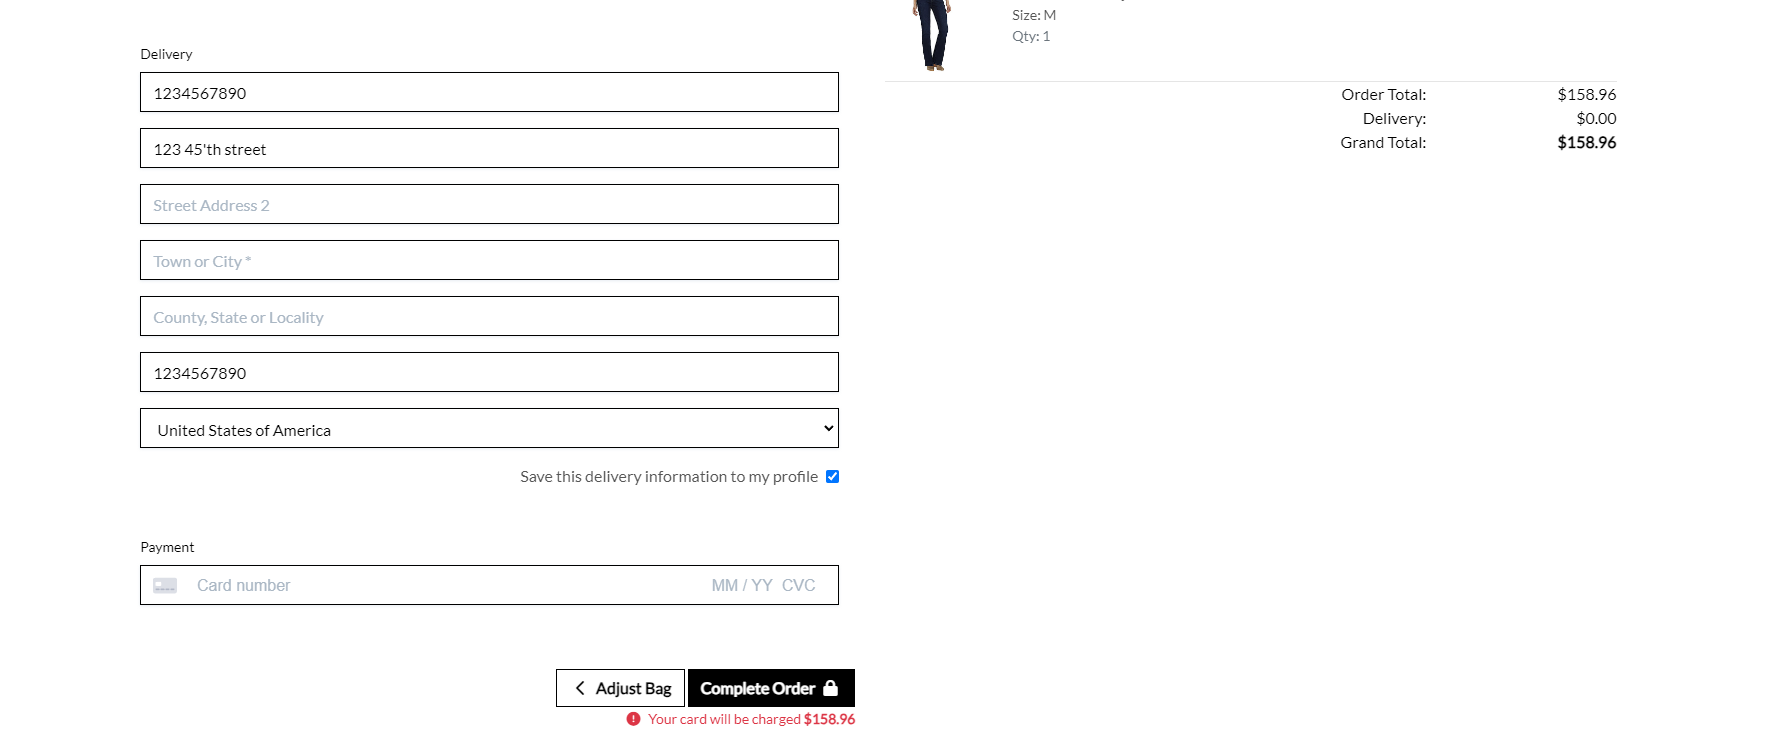 Size: M
Qty: 1
Delivery
1234567890
123 45'th street
Street Address 2
Town or City *
County, State or Locality
1234567890
United States of America
Save this delivery information to my profile
Payment
Card number MM / YY CVC
Adjust Bag Complete Order
Your card will be charged $158.96
Order Total: $158.96
Delivery: $0.00
Grand Total: $158.96